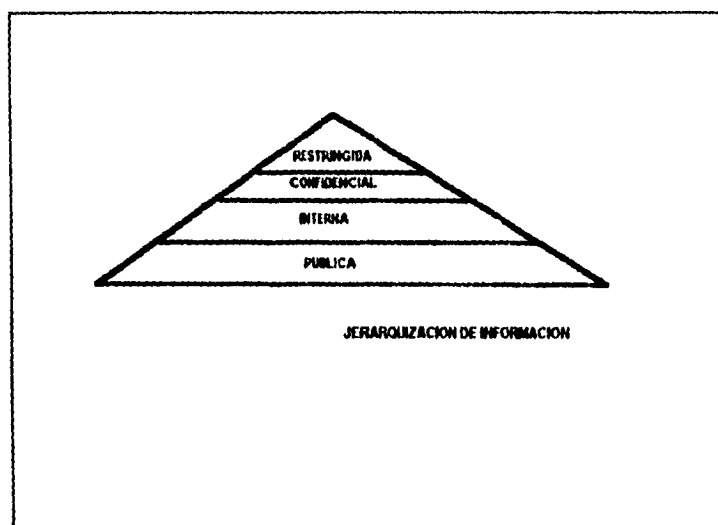 RESTRINGIDA
CONFIDENCIAL
INTERNA
PUBLICA
JERARQUIZACION DE INFORMACION